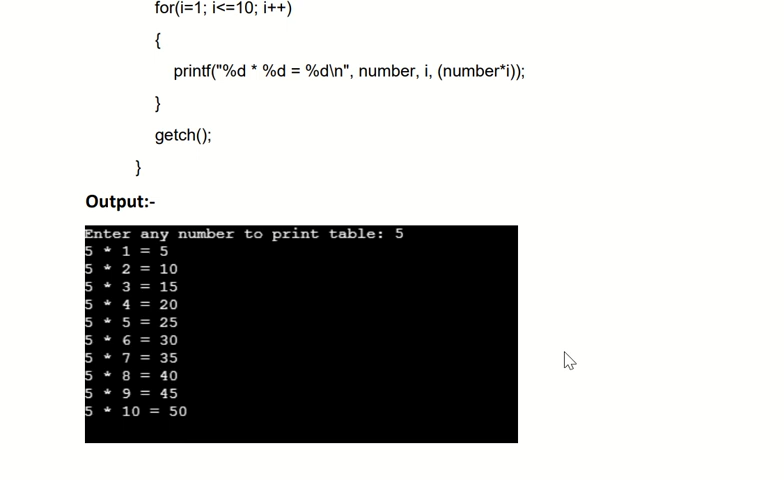 for(i=1; i<=10; i++)
{
printf("%d * %d = %d\n", number, i, (number*i));
}
getch();
}
Output:-
Enter any number to print table: 5
5 * 1 = 5
5 * 2 = 10
5 * 3 = 15
5 * 4 = 20
5 * 5 = 25
5 * 6 = 30
5 * 7 = 35
5 * 8 = 40
5 * 9 = 45
5 * 10 = 50